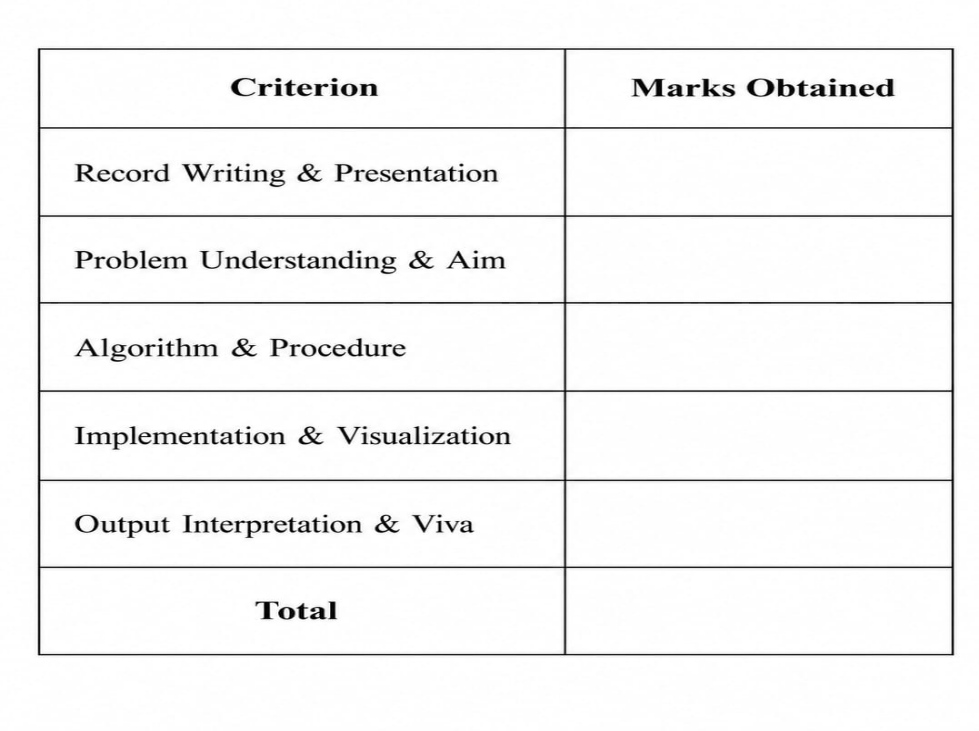 Criterion Marks Obtained
Record Writing & Presentation
Problem Understanding & Aim
Algorithm & Procedure
Implementation & Visualization
Output Interpretation & Viva
Total